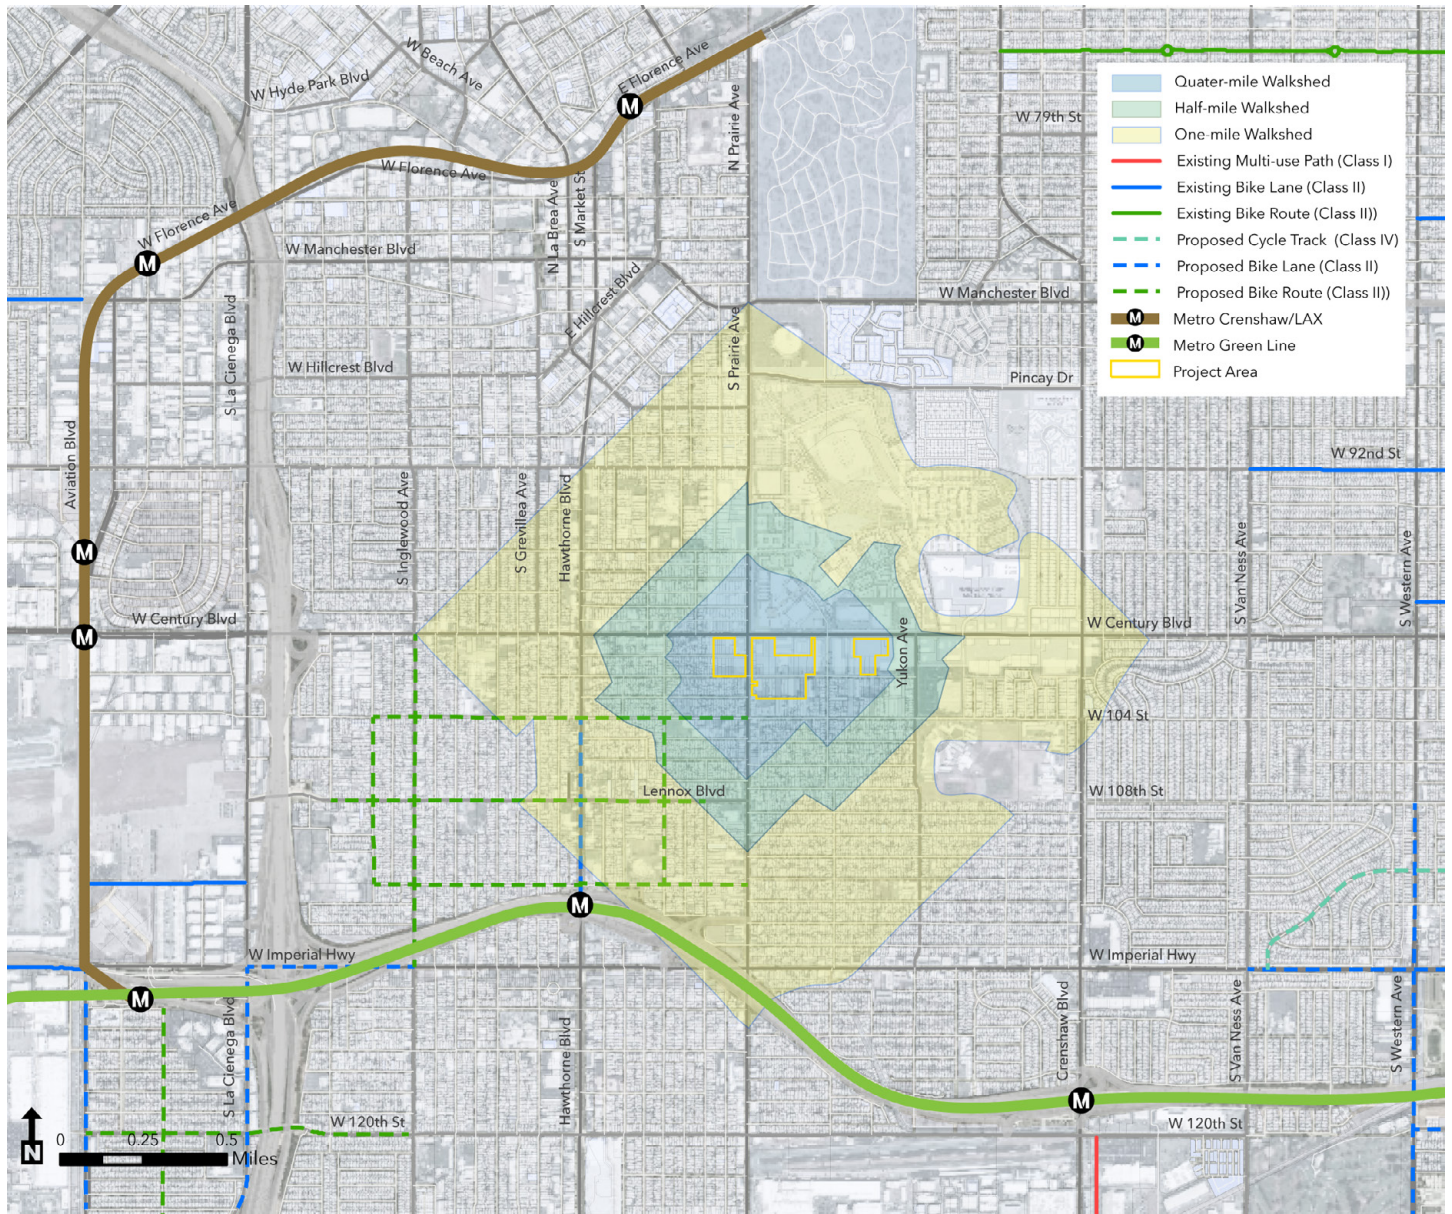 W Hyde Park Blvd
W Beach Ave
E Florence Ave
N Prairie Ave
W 79th St
W Florence Ave
W Florence Ave
N La Brea Ave
S Market St
W Manchester Blvd
E Hillcrest Blvd
W Manchester Blvd
S La Cienega Blvd
W Hillcrest Blvd
S Prairie Ave
Pincay Dr
Quater-mile Walkshed
Half-mile Walkshed
One-mile Walkshed
Existing Multi-use Path (Class I)
Existing Bike Lane (Class II)
Existing Bike Route (Class II))
Proposed Cycle Track (Class IV)
Proposed Bike Lane (Class II)
Proposed Bike Route (Class II))
M Metro Crenshaw/LAX
M Metro Green Line
Project Area
M
M
M
M
Aviation Blvd
S Inglewood Ave
S Grevillea Ave
Hawthorne Blvd
W 92nd St
S Van Ness Ave
S Western Ave
W Century Blvd
W Century Blvd
Yukon Ave
W 104 St
Lennox Blvd
W 108th St
M
W Imperial Hwy
W Imperial Hwy
M
S La Cienega Blvd
Hawthorne Blvd
Crenshaw Blvd
S Van Ness Ave
S Western Ave
M
W 120th St
W 120th St
N
0 0.25 0.5
Miles